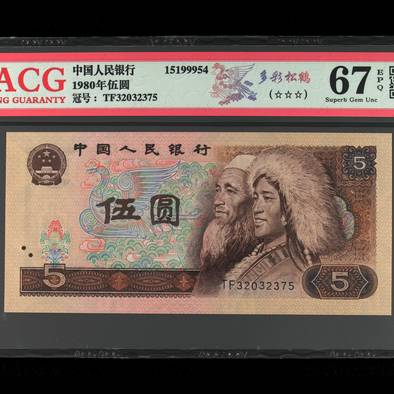 ACG
NG GUARANTY
中国人民银行
1980年伍圆
冠号: TF32032375
15199954
多彩松鹤
(☆☆☆)
67 EPQ
Superb Gem Unc
中国人民银行
5
伍圆
5
5
TF32032375